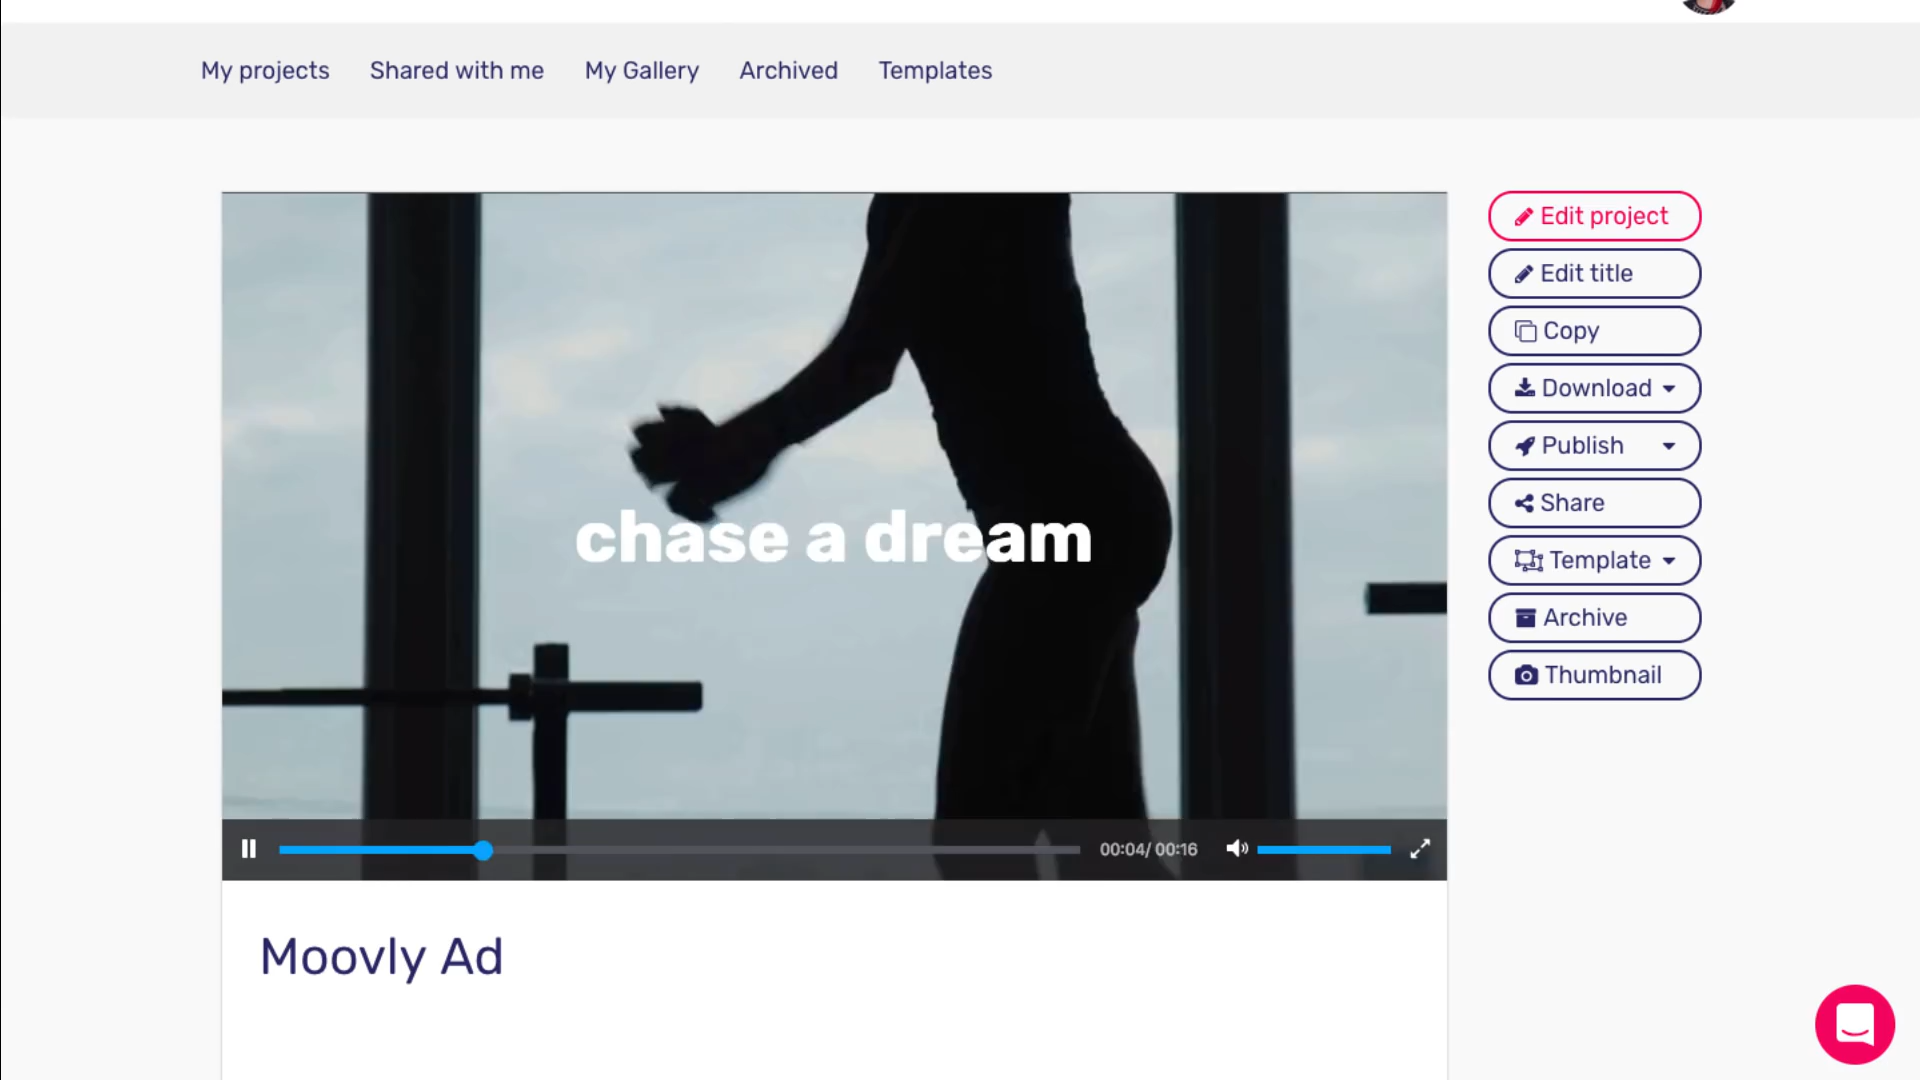 My projects Shared with me My Gallery Archived Templates
Edit project
Edit title
Copy
Download
Publish
Share
Template
Archive
Thumbnail
chase a dream
00:04/ 00:16
Moovly Ad